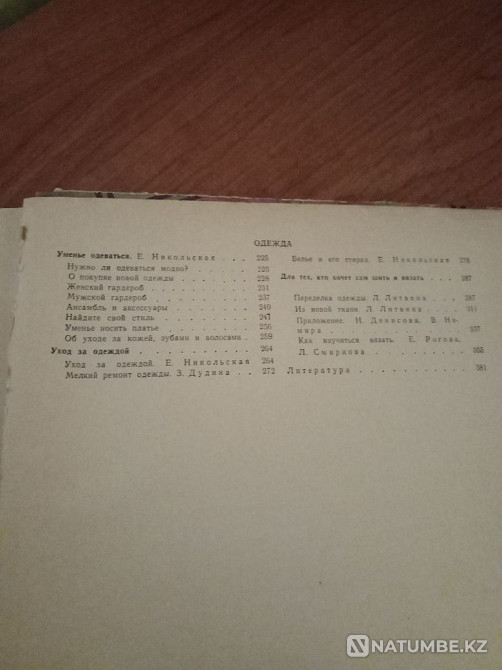 ОДЕЖДА
Уменье одеваться. Е. Никольская . . 225
Нужно ли одеваться модно? . . . . . 225
О покупке новой одежды . . . . . . 228
Женский гардероб . . . . . . . . 231
Мужской гардероб . . . . . . . . 237
Ансамбль и аксессуары . . . . . . 240
Найдите свой стиль . . . . . . . 247
Уменье носить платье . . . . . . . 256
Об уходе за кожей, зубами и волосами . . 259
Уход за одеждой . . . . . . . . . 264
Уход за одеждой. Е. Никольская 264
Мелкий ремонт одежды. З. Дудина . . 272
Белье и его стирка. Е. Никольская 278
Для тех, кто хочет сам шить и вязать . . . 287
Переделка одежды. Л. Литвина . . . 287
Из новой ткани. Л. Литвина . . . . 311
Приложение. Н. Денисова, В. Но-
мира . . . . . . . . . . 337
Как научиться вязать. Е. Рогова,
Л. Смирнова . . . . . . . . 355
Литература . . . . . . . . . . 381
NATUMBE.KZ